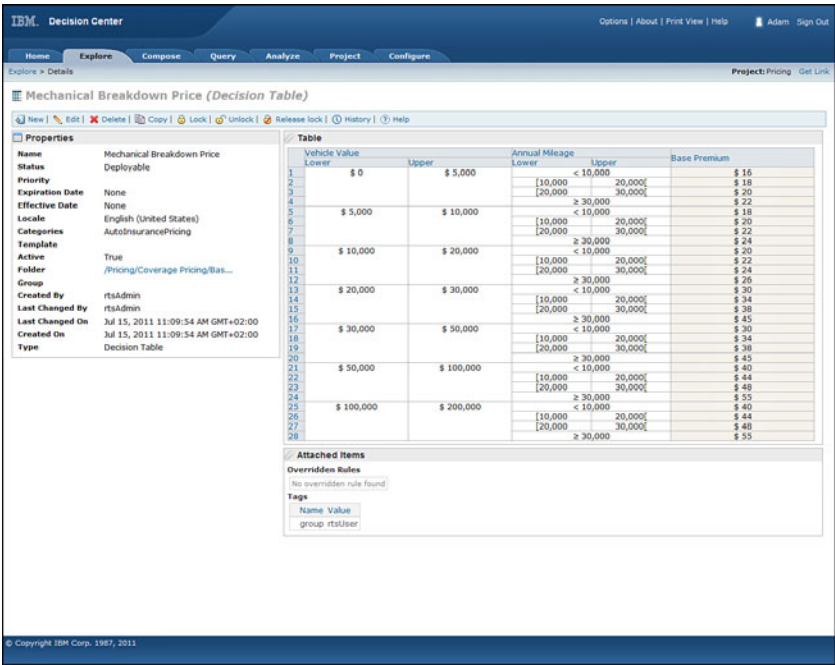 IBM. Decision Center
Options | About | Print View | Help Adam Sign Out
Home Explore Compose Query Analyze Project Configure
Explore > Details Project: Pricing Get Link
Mechanical Breakdown Price (Decision Table)
New | Edit | Delete | Copy | Lock | Unlock | Release lock | History | Help
Properties
Name Mechanical Breakdown Price
Status Deployable
Priority
Expiration Date None
Effective Date None
Locale English (United States)
Categories AutoInsurancePricing
Template
Active True
Folder /Pricing/Coverage Pricing/Bas...
Group
Created By rtsAdmin
Last Changed By rtsAdmin
Last Changed On Jul 15, 2011 11:09:54 AM GMT+02:00
Created On Jul 15, 2011 11:09:54 AM GMT+02:00
Type Decision Table
Table
Vehicle Value Annual Mileage Base Premium
Lower Upper Lower Upper
1 $ 0 $ 5,000 < 10,000 $ 16
2 [10,000 20,000[ $ 18
3 [20,000 30,000[ $ 20
4 ≥ 30,000 $ 22
5 $ 5,000 $ 10,000 < 10,000 $ 18
6 [10,000 20,000[ $ 20
7 [20,000 30,000[ $ 22
8 ≥ 30,000 $ 24
9 $ 10,000 $ 20,000 < 10,000 $ 20
10 [10,000 20,000[ $ 22
11 [20,000 30,000[ $ 24
12 ≥ 30,000 $ 26
13 $ 20,000 $ 30,000 < 10,000 $ 30
14 [10,000 20,000[ $ 34
15 [20,000 30,000[ $ 38
16 ≥ 30,000 $ 45
17 $ 30,000 $ 50,000 < 10,000 $ 30
18 [10,000 20,000[ $ 34
19 [20,000 30,000[ $ 38
20 ≥ 30,000 $ 45
21 $ 50,000 $ 100,000 < 10,000 $ 40
22 [10,000 20,000[ $ 44
23 [20,000 30,000[ $ 48
24 ≥ 30,000 $ 55
25 $ 100,000 $ 200,000 < 10,000 $ 40
26 [10,000 20,000[ $ 44
27 [20,000 30,000[ $ 48
28 ≥ 30,000 $ 55
Attached Items
Overridden Rules
No overridden rule found
Tags
Name Value
group rtsUser
© Copyright IBM Corp. 1987, 2011